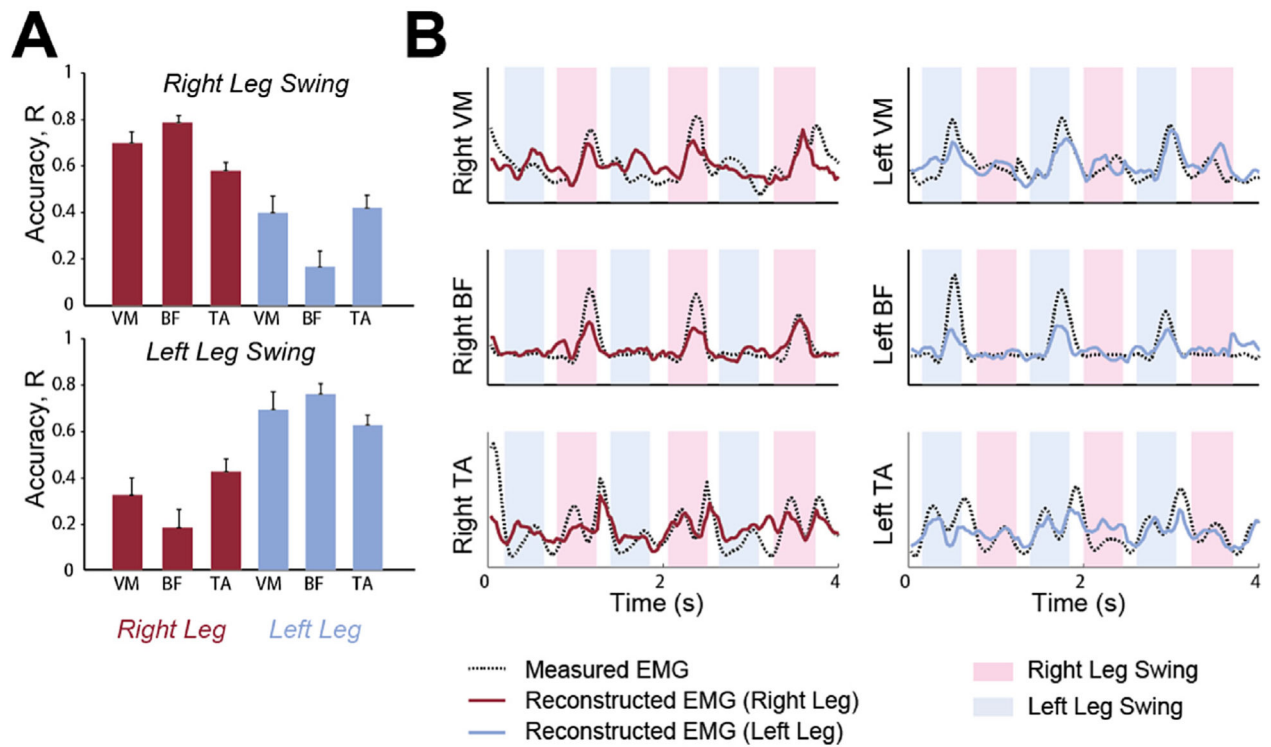 A
Right Leg Swing
Accuracy, R
1
0.8
0.6
0.4
0.2
0
VM BF TA VM BF TA
Left Leg Swing
Accuracy, R
1
0.8
0.6
0.4
0.2
0
VM BF TA VM BF TA
Right Leg Left Leg
B
Right VM
Left VM
Right BF
Left BF
Right TA
Left TA
0 2 4
Time (s)
0 2 4
Time (s)
Measured EMG
Reconstructed EMG (Right Leg)
Reconstructed EMG (Left Leg)
Right Leg Swing
Left Leg Swing